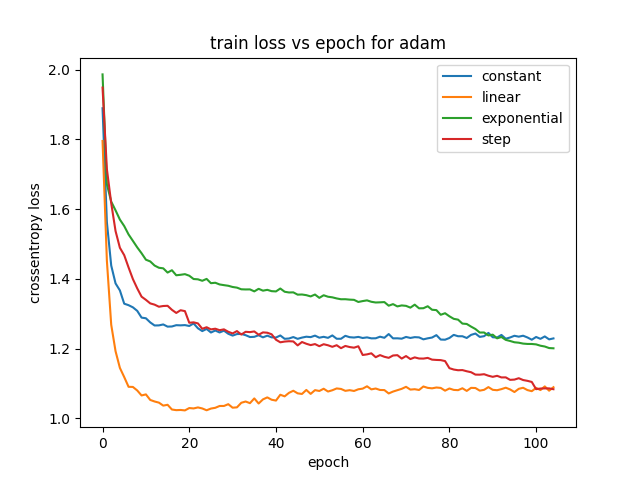 train loss vs epoch for adam
constant
linear
exponential
step
crossentropy loss
2.0
1.8
1.6
1.4
1.2
1.0
0 20 40 60 80 100
epoch